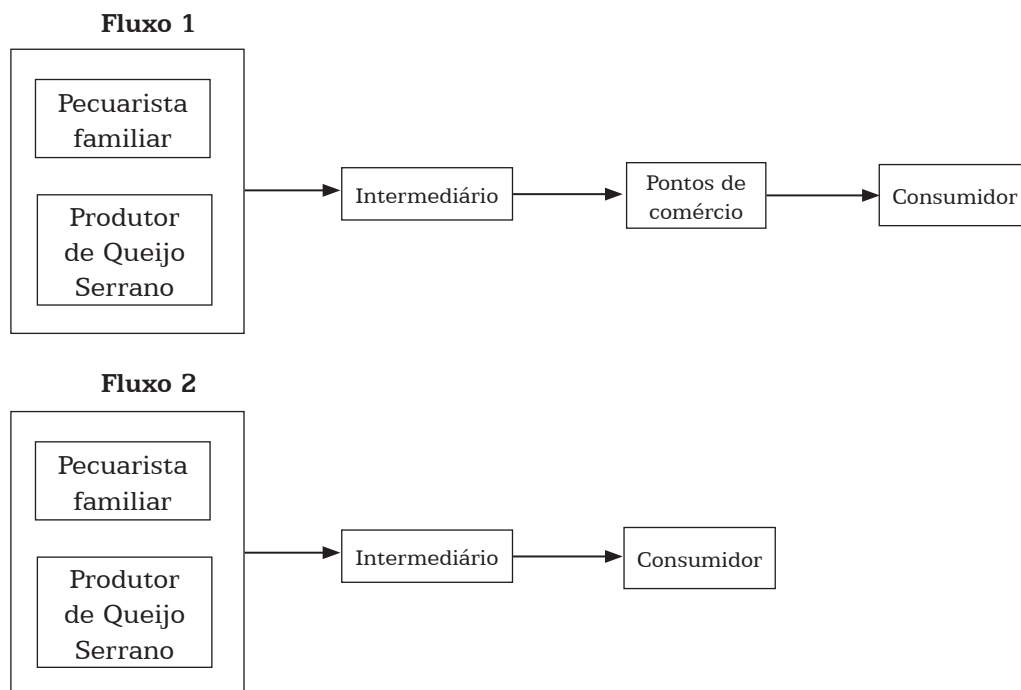 Fluxo 1
Pecuarista
familiar
Produtor
de Queijo
Serrano
Intermediário
Pontos de
comércio
Consumidor
Fluxo 2
Pecuarista
familiar
Produtor
de Queijo
Serrano
Intermediário
Consumidor